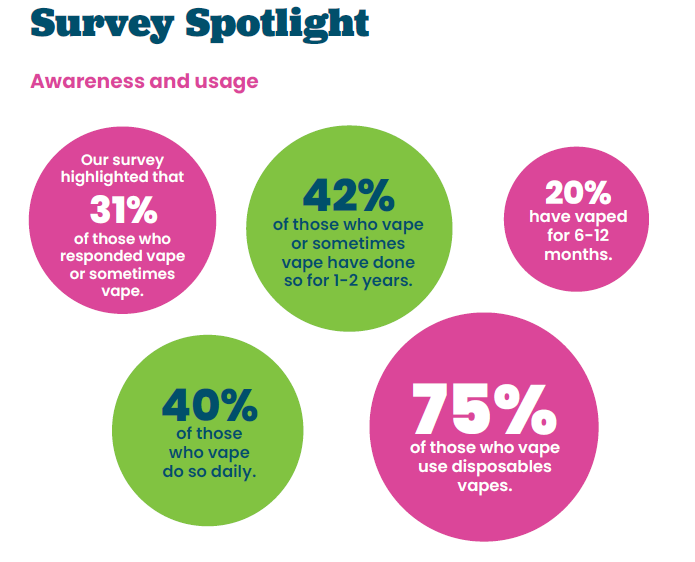 Survey Spotlight
Awareness and usage
Our survey
highlighted that
31%
of those who
responded vape
or sometimes
vape.
42%
of those who vape
or sometimes
vape have done
so for 1-2 years.
20%
have vaped
for 6-12
months.
40%
of those
who vape
do so daily.
75%
of those who vape
use disposables
vapes.